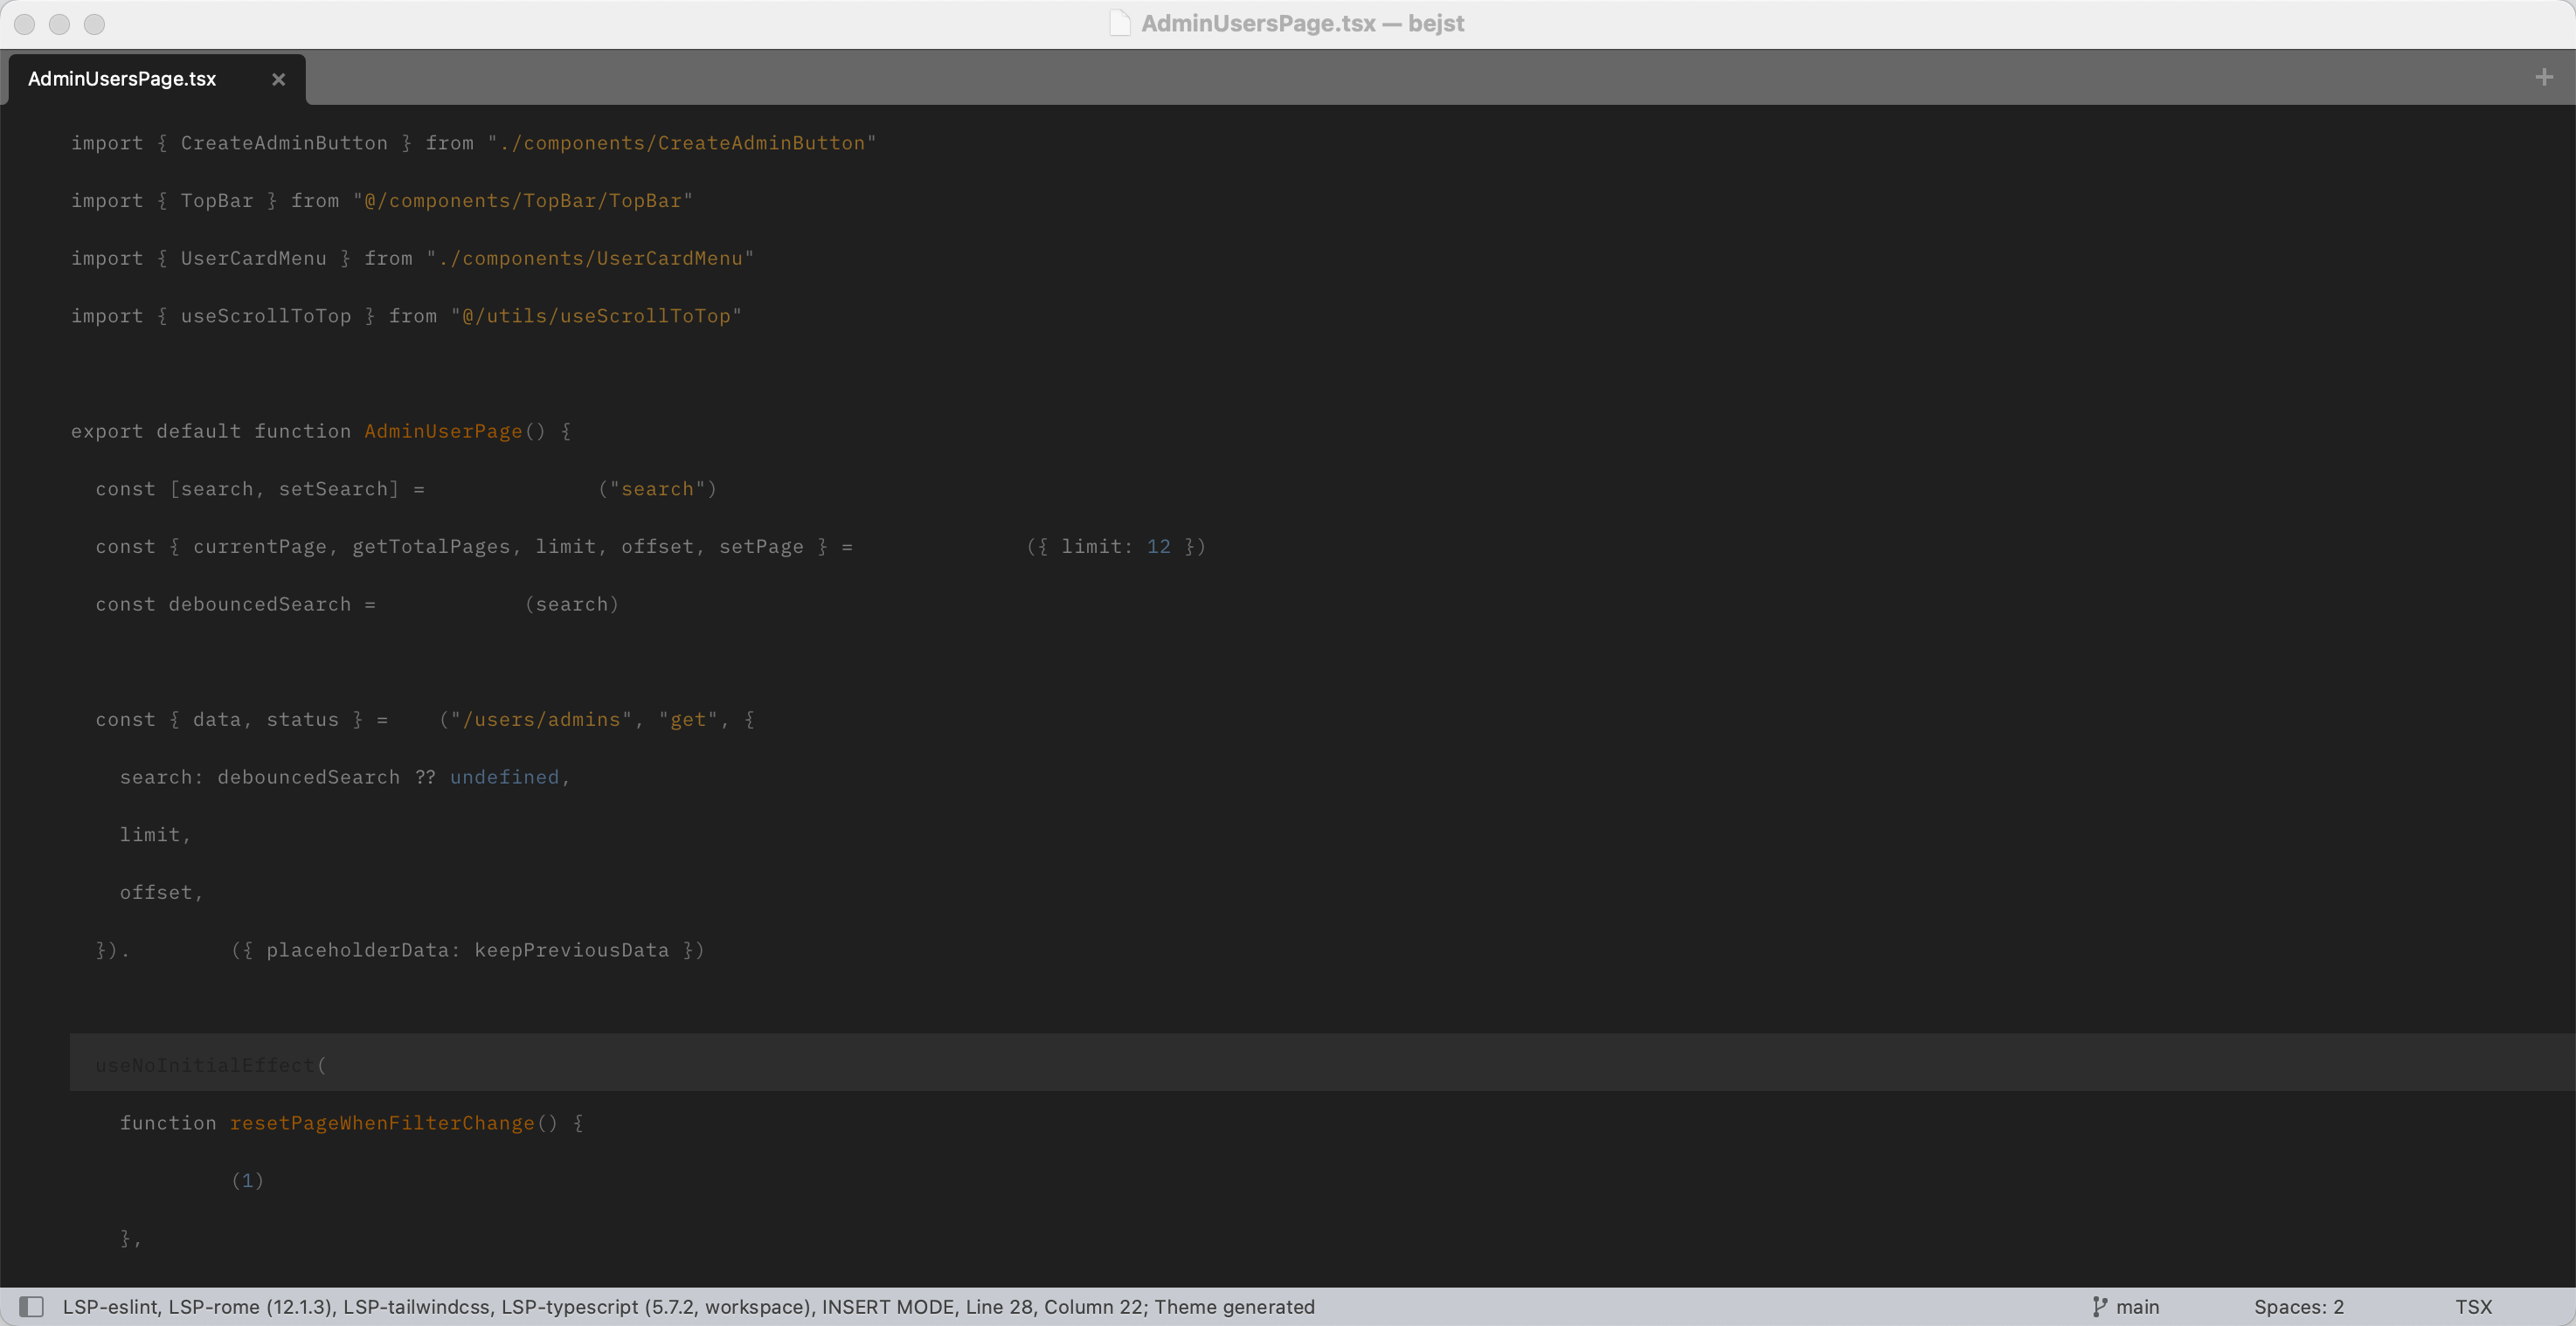 AdminUsersPage.tsx — bejst
AdminUsersPage.tsx
import { CreateAdminButton } from "./components/CreateAdminButton"
import { TopBar } from "@/components/TopBar/TopBar"
import { UserCardMenu } from "./components/UserCardMenu"
import { useScrollToTop } from "@/utils/useScrollToTop"
export default function AdminUserPage() {
const [search, setSearch] = ("search")
const { currentPage, getTotalPages, limit, offset, setPage } = ({ limit: 12 })
const debouncedSearch = (search)
const { data, status } = ("/users/admins", "get", {
search: debouncedSearch ?? undefined,
limit,
offset,
}). ({ placeholderData: keepPreviousData })
useNoInitialEffect(
function resetPageWhenFilterChange() {
(1)
},
LSP-eslint, LSP-rome (12.1.3), LSP-tailwindcss, LSP-typescript (5.7.2, workspace), INSERT MODE, Line 28, Column 22; Theme generated
main
Spaces: 2
TSX